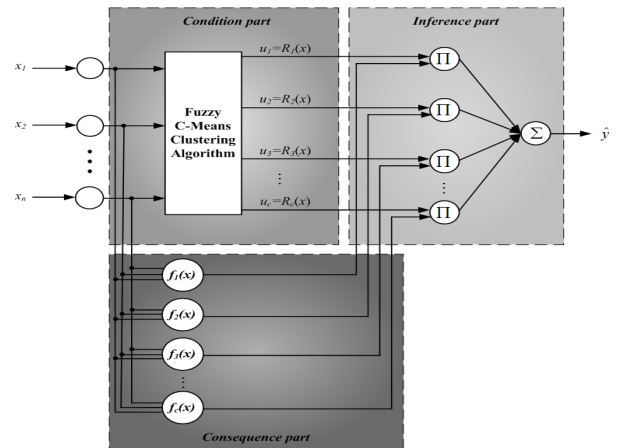 Condition part
Inference part
x1
x2
xn
Fuzzy
C-Means
Clustering
Algorithm
u1=R1(x)
u2=R2(x)
u3=R3(x)
⋮
uc=Rc(x)
Π
Π
Π
⋮
Π
Σ
ŷ
f1(x)
f2(x)
f3(x)
⋮
fc(x)
Consequence part